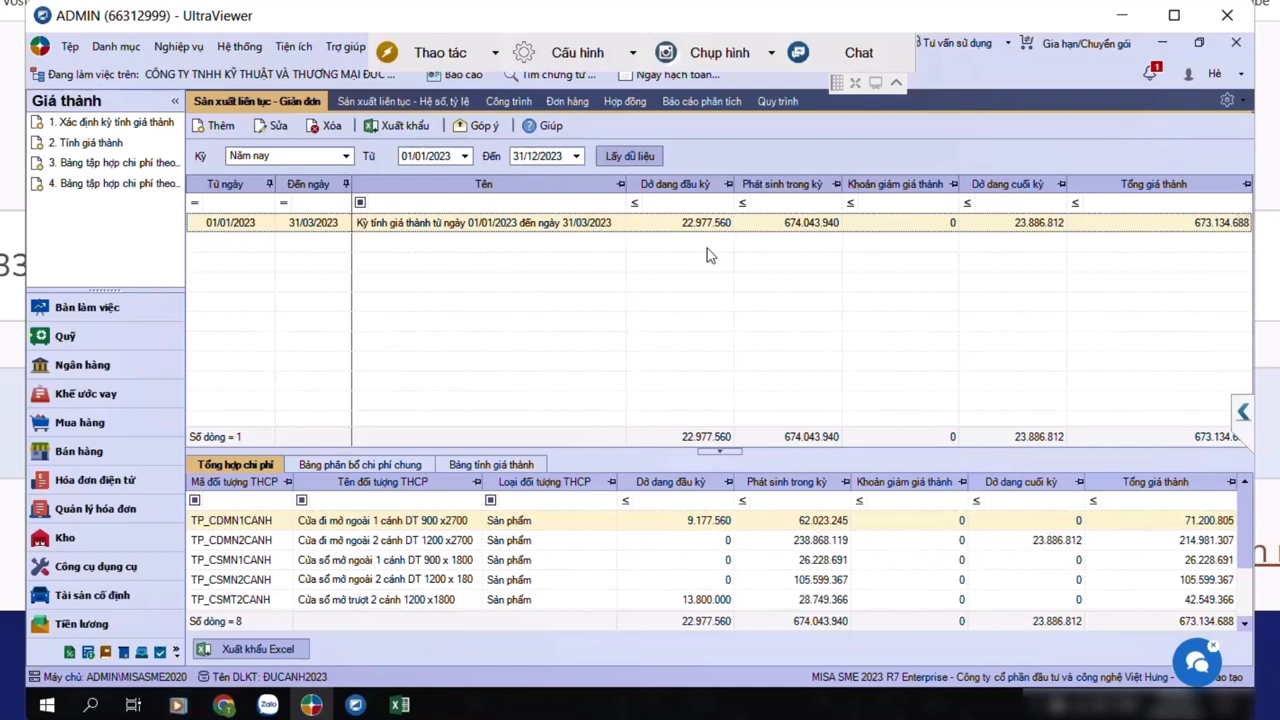 ADMIN (66312999) - UltraViewer
Tệp Danh mục Nghiệp vụ Hệ thống Tiện ích Trợ giúp Thao tác Cấu hình Chụp hình Chat Tư vấn sử dụng Gia hạn/Chuyển gói
Đang làm việc trên: CÔNG TY TNHH KỸ THUẬT VÀ THƯƠNG MẠI ĐỨC ... Báo cáo Tìm chứng từ ... Ngày hạch toán... 1 Hè
Giá thành «
1. Xác định kỳ tính giá thành
2. Tính giá thành
3. Bảng tập hợp chi phí theo...
4. Bảng tập hợp chi phí theo...
Bàn làm việc
Quỹ
Ngân hàng
Khế ước vay
Mua hàng
Bán hàng
Hóa đơn điện tử
Quản lý hóa đơn
Kho
Công cụ dụng cụ
Tài sản cố định
Tiền lương
Sản xuất liên tục - Giản đơn Sản xuất liên tục - Hệ số, tỷ lệ Công trình Đơn hàng Hợp đồng Báo cáo phân tích Quy trình
Thêm Sửa Xóa Xuất khẩu Góp ý Giúp
Kỳ Năm nay Từ 01/01/2023 Đến 31/12/2023 Lấy dữ liệu
Từ ngày Đến ngày Tên Dở dang đầu kỳ Phát sinh trong kỳ Khoản giảm giá thành Dở dang cuối kỳ Tổng giá thành
= = ≤ ≤ ≤ ≤ ≤
01/01/2023 31/03/2023 Kỳ tính giá thành từ ngày 01/01/2023 đến ngày 31/03/2023 22.977.560 674.043.940 0 23.886.812 673.134.688
Số dòng = 1 22.977.560 674.043.940 0 23.886.812 673.134.6
Tổng hợp chi phí Bảng phân bổ chi phí chung Bảng tính giá thành
Mã đối tượng THCP Tên đối tượng THCP Loại đối tượng THCP Dở dang đầu kỳ Phát sinh trong kỳ Khoản giảm giá thành Dở dang cuối kỳ Tổng giá thành
≤ ≤ ≤ ≤ ≤
TP_CDMN1CANH Cửa đi mở ngoài 1 cánh DT 900 x2700 Sản phẩm 9.177.560 62.023.245 0 0 71.200.805
TP_CDMN2CANH Cửa đi mở ngoài 2 cánh DT 1200 x2700 Sản phẩm 0 238.868.119 0 23.886.812 214.981.307
TP_CSMN1CANH Cửa sổ mở ngoài 1 cánh DT 900 x 1800 Sản phẩm 0 26.228.691 0 0 26.228.691
TP_CSMN2CANH Cửa sổ mở ngoài 2 cánh DT 1200 x 180 Sản phẩm 0 105.599.367 0 0 105.599.367
TP_CSMT2CANH Cửa sổ mở trượt 2 cánh 1200 x1800 Sản phẩm 13.800.000 28.749.366 0 0 42.549.366
Số dòng = 8 22.977.560 674.043.940 0 23.886.812 673.134.688
Xuất khẩu Excel
Máy chủ: ADMIN\MISASME2020 Tên DLKT: ĐUCANH2023 MISA SME 2023 R7 Enterprise - Công ty cổ phần đầu tư và công nghệ Việt Hưng - ạo tạo
Zalo